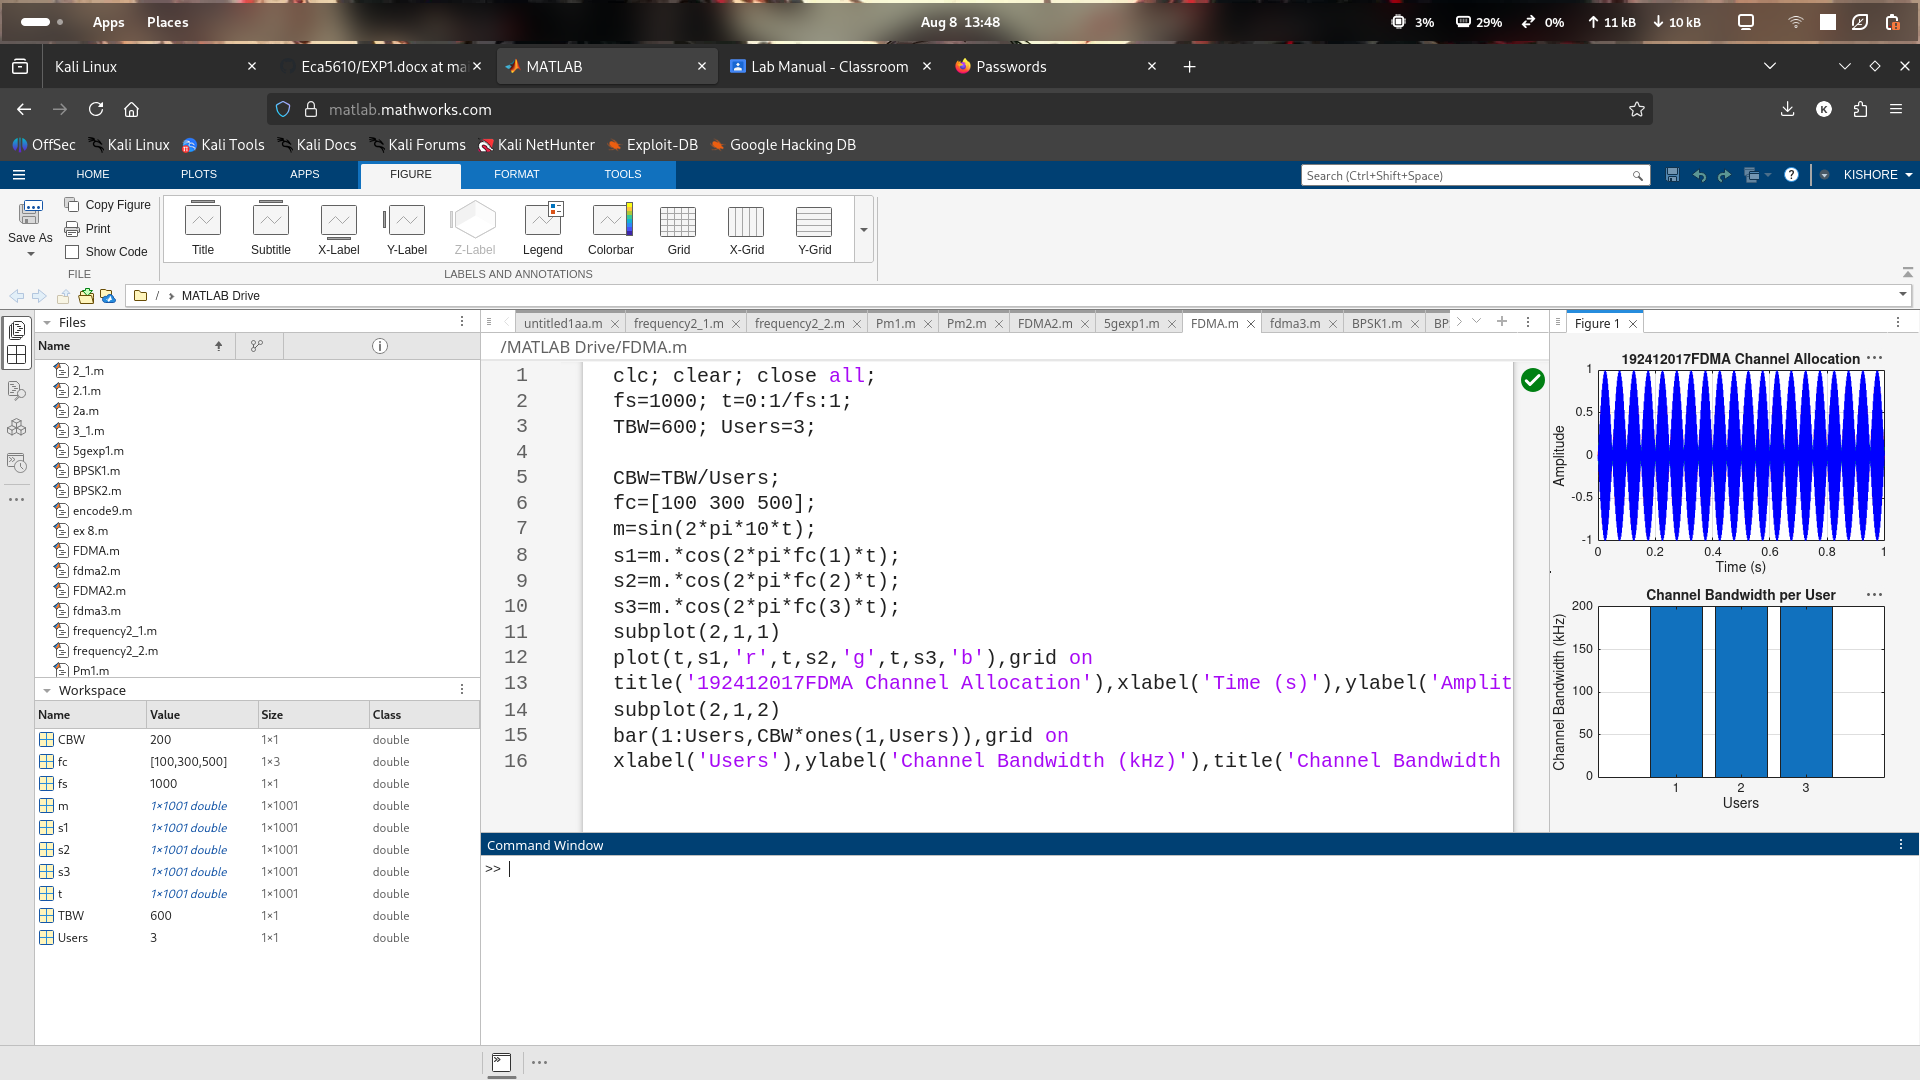 Apps Places Aug 8 13:48 3% 29% 0% 11 kB 10 kB
Kali Linux Eca5610/EXP1.docx at ma MATLAB Lab Manual - Classroom Passwords
matlab.mathworks.com K
OffSec Kali Linux Kali Tools Kali Docs Kali Forums Kali NetHunter Exploit-DB Google Hacking DB
HOME PLOTS APPS FIGURE FORMAT TOOLS Search (Ctrl+Shift+Space) KISHORE
Save As
Copy Figure
Print
Show Code
Title Subtitle X-Label Y-Label Z-Label Legend Colorbar Grid X-Grid Y-Grid
FILE LABELS AND ANNOTATIONS
/ MATLAB Drive
Files
Name
2_1.m
2.1.m
2a.m
3_1.m
5gexp1.m
BPSK1.m
BPSK2.m
encode9.m
ex 8.m
FDMA.m
fdma2.m
FDMA2.m
fdma3.m
frequency2_1.m
frequency2_2.m
Pm1.m
Workspace
Name Value Size Class
CBW 200 1×1 double
fc [100,300,500] 1×3 double
fs 1000 1×1 double
m 1×1001 double 1×1001 double
s1 1×1001 double 1×1001 double
s2 1×1001 double 1×1001 double
s3 1×1001 double 1×1001 double
t 1×1001 double 1×1001 double
TBW 600 1×1 double
Users 3 1×1 double
untitled1aa.m frequency2_1.m frequency2_2.m Pm1.m Pm2.m FDMA2.m 5gexp1.m FDMA.m fdma3.m BPSK1.m BP
/MATLAB Drive/FDMA.m
1 clc; clear; close all;
2 fs=1000; t=0:1/fs:1;
3 TBW=600; Users=3;
4
5 CBW=TBW/Users;
6 fc=[100 300 500];
7 m=sin(2*pi*10*t);
8 s1=m.*cos(2*pi*fc(1)*t);
9 s2=m.*cos(2*pi*fc(2)*t);
10 s3=m.*cos(2*pi*fc(3)*t);
11 subplot(2,1,1)
12 plot(t,s1,'r',t,s2,'g',t,s3,'b'),grid on
13 title('192412017FDMA Channel Allocation'),xlabel('Time (s)'),ylabel('Amplit
14 subplot(2,1,2)
15 bar(1:Users,CBW*ones(1,Users)),grid on
16 xlabel('Users'),ylabel('Channel Bandwidth (kHz)'),title('Channel Bandwidth
Figure 1
192412017FDMA Channel Allocation
Amplitude
1
0.5
0
-0.5
-1
0 0.2 0.4 0.6 0.8 1
Time (s)
Channel Bandwidth per User
Channel Bandwidth (kHz)
200
150
100
50
0
1 2 3
Users
Command Window
>>